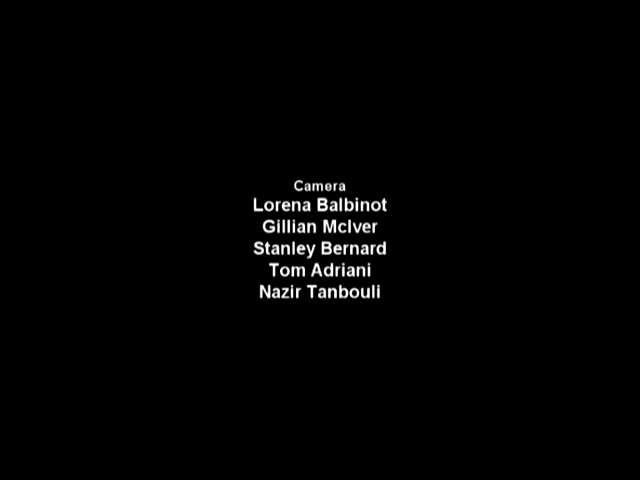 Camera
Lorena Balbinot
Gillian McIver
Stanley Bernard
Tom Adriani
Nazir Tanbouli